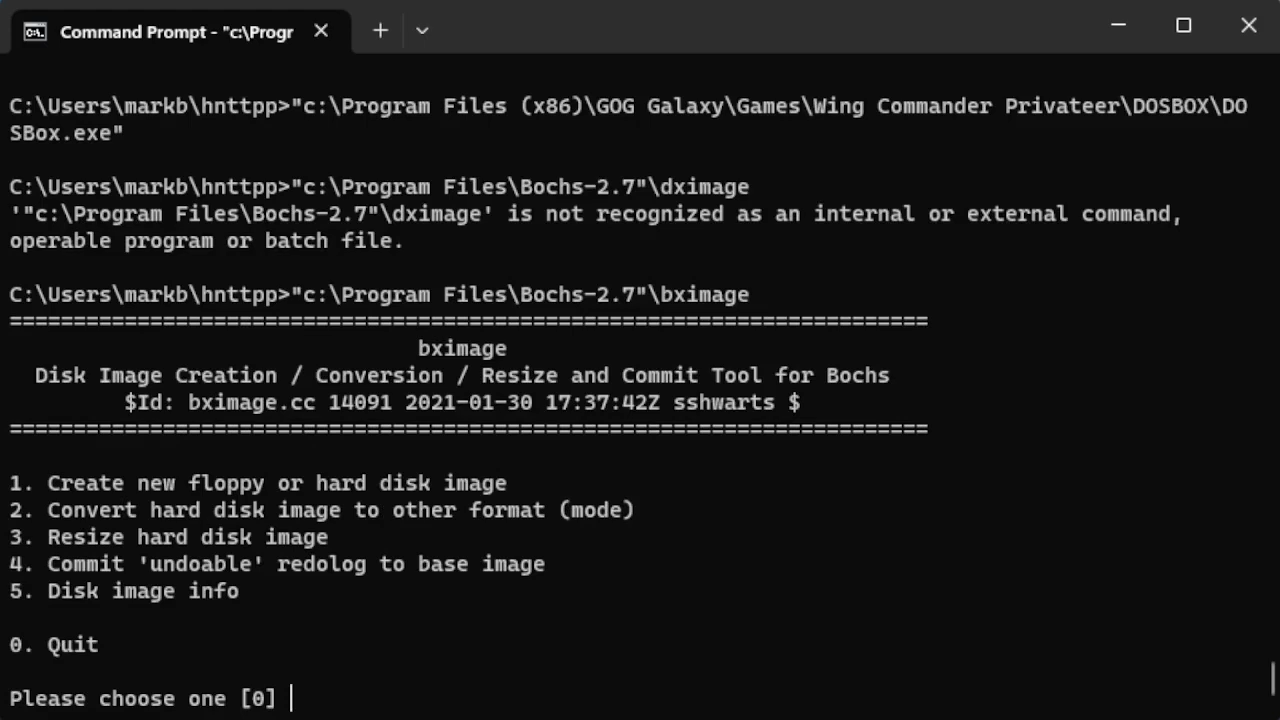 Command Prompt - "c:\Progr
C:\Users\markb\hnttpp>"c:\Program Files (x86)\GOG Galaxy\Games\Wing Commander Privateer\DOSBOX\DO
SBox.exe"
C:\Users\markb\hnttpp>"c:\Program Files\Bochs-2.7"\dximage
'"c:\Program Files\Bochs-2.7"\dximage' is not recognized as an internal or external command,
operable program or batch file.
C:\Users\markb\hnttpp>"c:\Program Files\Bochs-2.7"\bximage
========================================================================
bximage
Disk Image Creation / Conversion / Resize and Commit Tool for Bochs
$Id: bximage.cc 14091 2021-01-30 17:37:42Z sshwarts $
========================================================================
1. Create new floppy or hard disk image
2. Convert hard disk image to other format (mode)
3. Resize hard disk image
4. Commit 'undoable' redolog to base image
5. Disk image info
0. Quit
Please choose one [0]